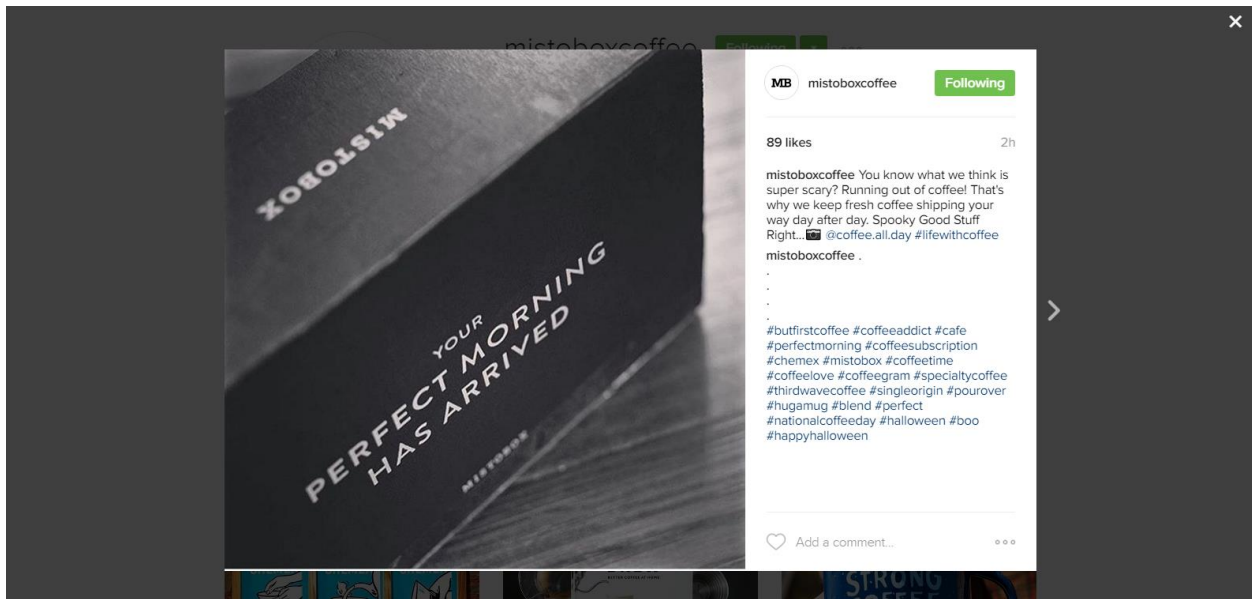 mistoboxcoffee Following
MISTOBOX
YOUR
PERFECT MORNING
HAS ARRIVED
MISTOBOX
MB mistoboxcoffee Following
89 likes 2h
mistoboxcoffee You know what we think is
super scary? Running out of coffee! That's
why we keep fresh coffee shipping your
way day after day. Spooky Good Stuff
Right...📷 @coffee.all.day #lifewithcoffee
mistoboxcoffee .
.
.
.
.
#butfirstcoffee #coffeeaddict #cafe
#perfectmorning #coffeesubscription
#chemex #mistobox #coffeetime
#coffeelove #coffeegram #specialtycoffee
#thirdwavecoffee #singleorigin #pourover
#hugamug #blend #perfect
#nationalcoffeeday #halloween #boo
#happyhalloween
Add a comment...
STRONG
COFFEE